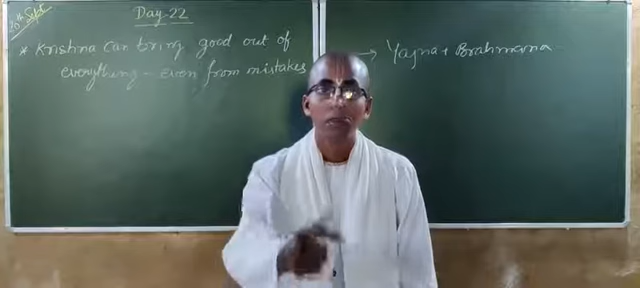 20th Sept
Day-22
* Krishna can bring good out of
everything - even from mistakes
→ Yajna + Brahmana